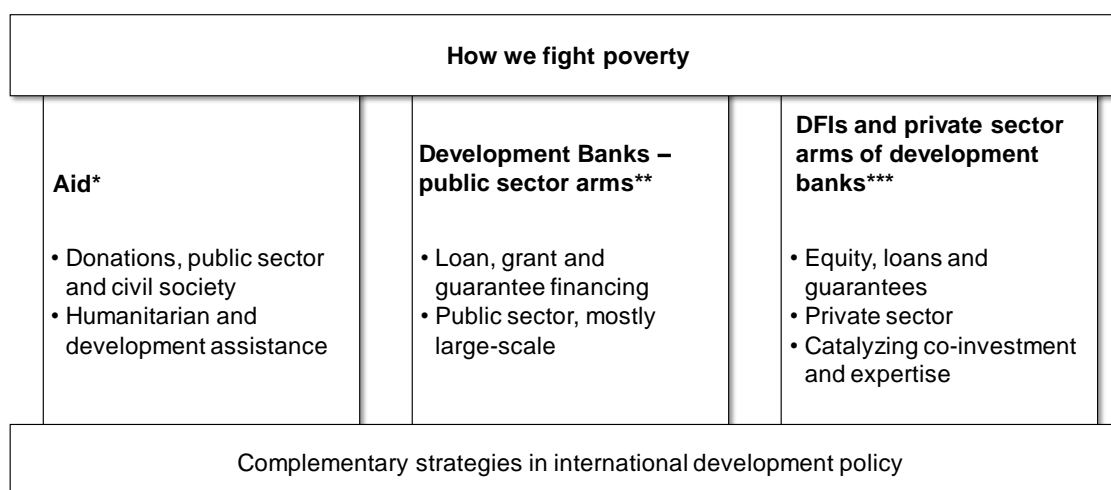 How we fight poverty
Aid*
• Donations, public sector
and civil society
• Humanitarian and
development assistance
Development Banks –
public sector arms**
• Loan, grant and
guarantee financing
• Public sector, mostly
large-scale
DFIs and private sector
arms of development
banks***
• Equity, loans and
guarantees
• Private sector
• Catalyzing co-investment
and expertise
Complementary strategies in international development policy